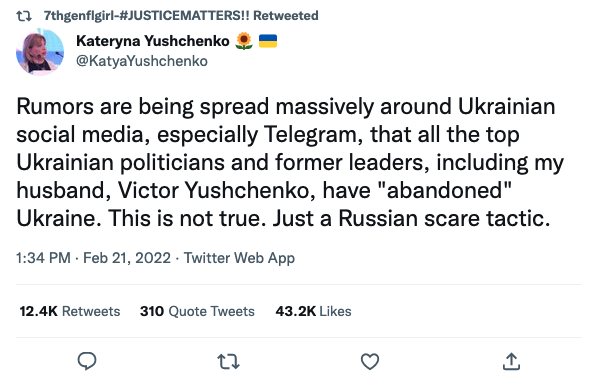 7thgenflgirl-#JUSTICEMATTERS!! Retweeted
Kateryna Yushchenko 🌻 🇺🇦
@KatyaYushchenko
Rumors are being spread massively around Ukrainian
social media, especially Telegram, that all the top
Ukrainian politicians and former leaders, including my
husband, Victor Yushchenko, have "abandoned"
Ukraine. This is not true. Just a Russian scare tactic.
1:34 PM · Feb 21, 2022 · Twitter Web App
12.4K Retweets 310 Quote Tweets 43.2K Likes